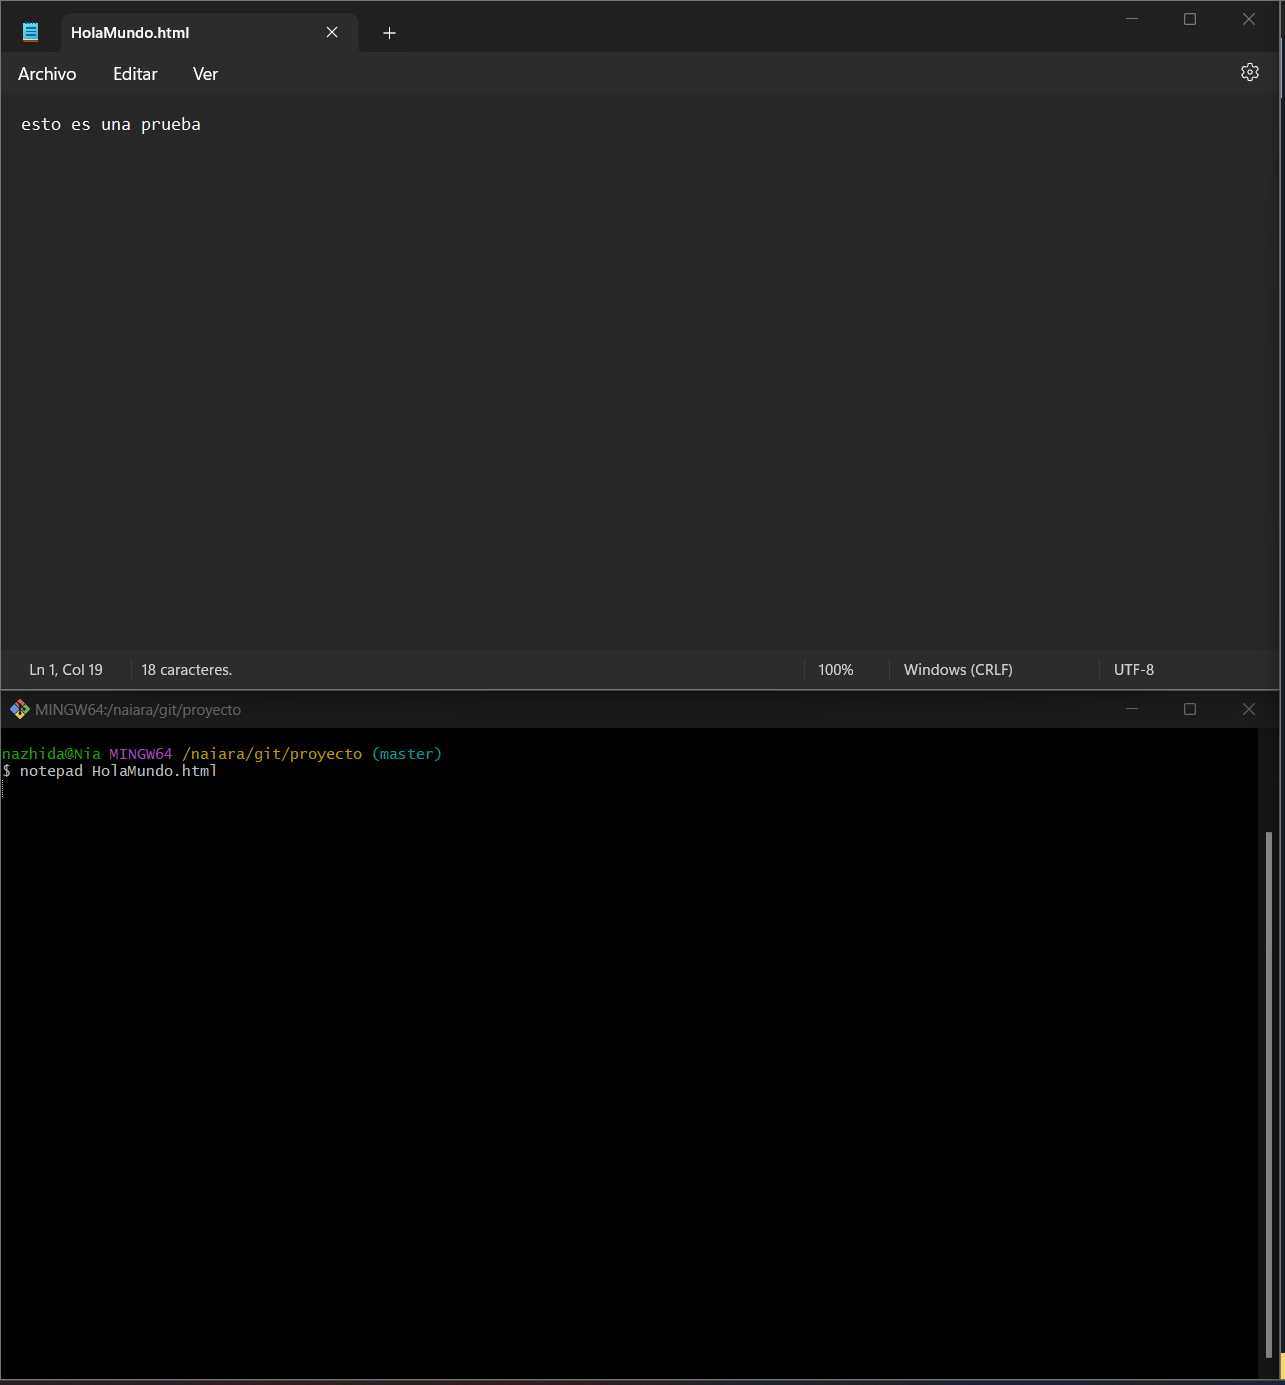 HolaMundo.html
Archivo Editar Ver
esto es una prueba
Ln 1, Col 19 18 caracteres. 100% Windows (CRLF) UTF-8
MINGW64:/naiara/git/proyecto
nazhida@Nia MINGW64 /naiara/git/proyecto (master)
$ notepad HolaMundo.html